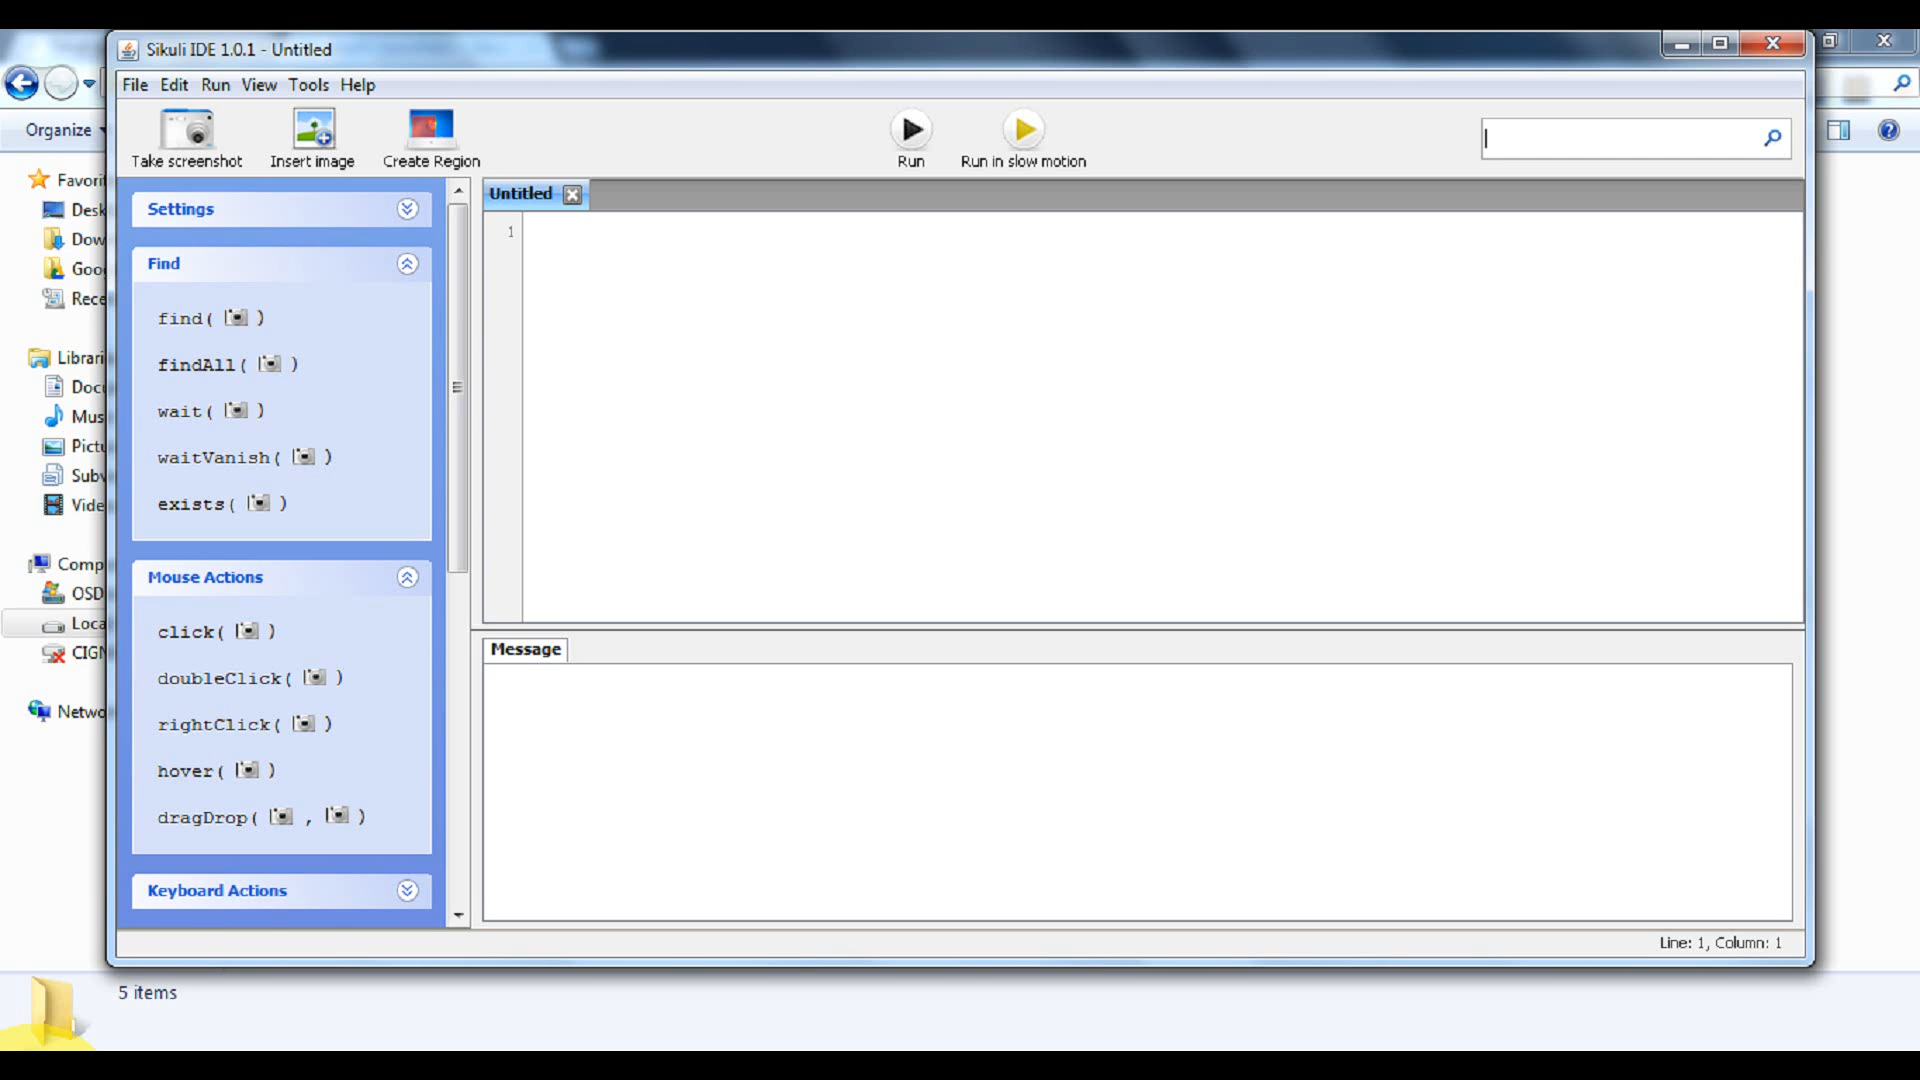 Sikuli IDE 1.0.1 - Untitled
File Edit Run View Tools Help
Organize
Take screenshot
Insert image
Create Region
Run
Run in slow motion
Favorit
Desk
Dow
Goo
Rece
Librari
Docu
Mus
Pictu
Subv
Vide
Comp
OSD
Loca
CIGN
Netwo
Settings
Find
find( )
findAll( )
wait( )
waitVanish( )
exists( )
Mouse Actions
click( )
doubleClick( )
rightClick( )
hover( )
dragDrop( , )
Keyboard Actions
Untitled
1
Message
Line: 1, Column: 1
5 items